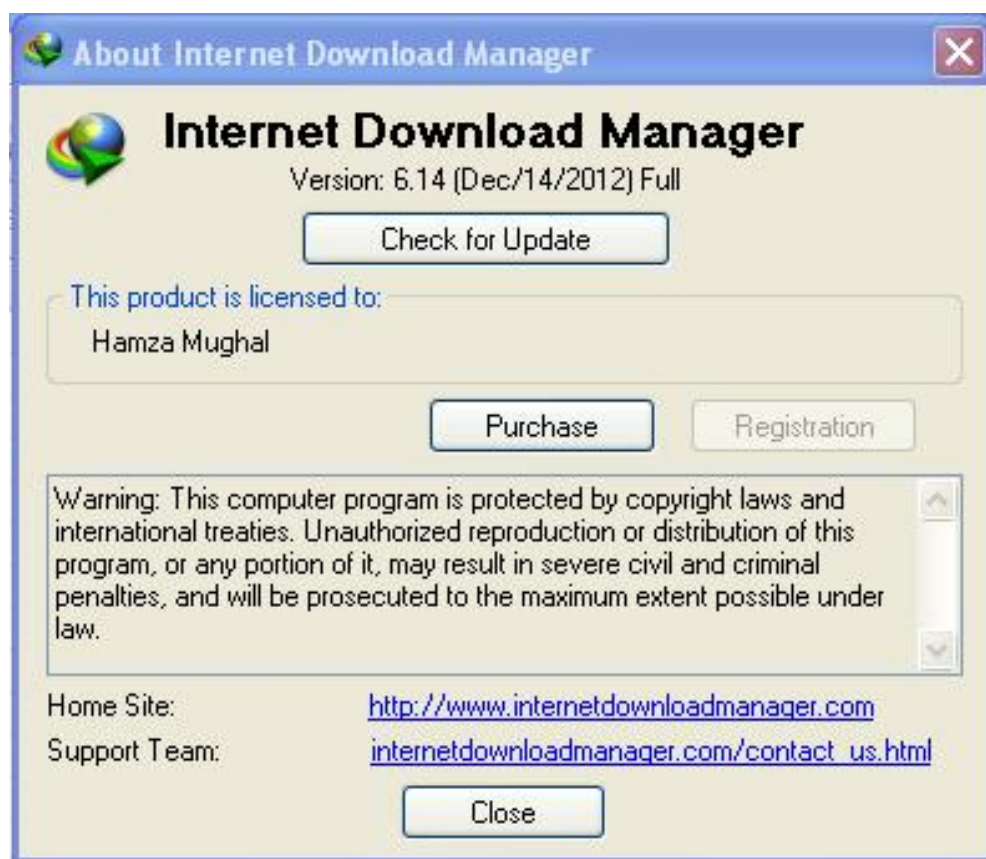 About Internet Download Manager
Internet Download Manager
Version: 6.14 (Dec/14/2012) Full
Check for Update
This product is licensed to:
Hamza Mughal
Purchase
Registration
Warning: This computer program is protected by copyright laws and
international treaties. Unauthorized reproduction or distribution of this
program, or any portion of it, may result in severe civil and criminal
penalties, and will be prosecuted to the maximum extent possible under
law.
Home Site: http://www.internetdownloadmanager.com
Support Team: internetdownloadmanager.com/contact_us.html
Close